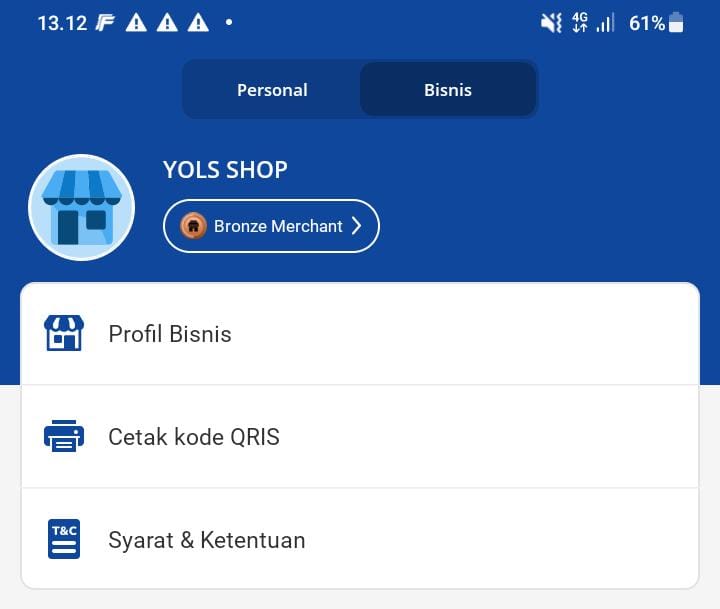 13.12
4G
61%
Personal
Bisnis
YOLS SHOP
Bronze Merchant
Profil Bisnis
Cetak kode QRIS
T&C
Syarat & Ketentuan